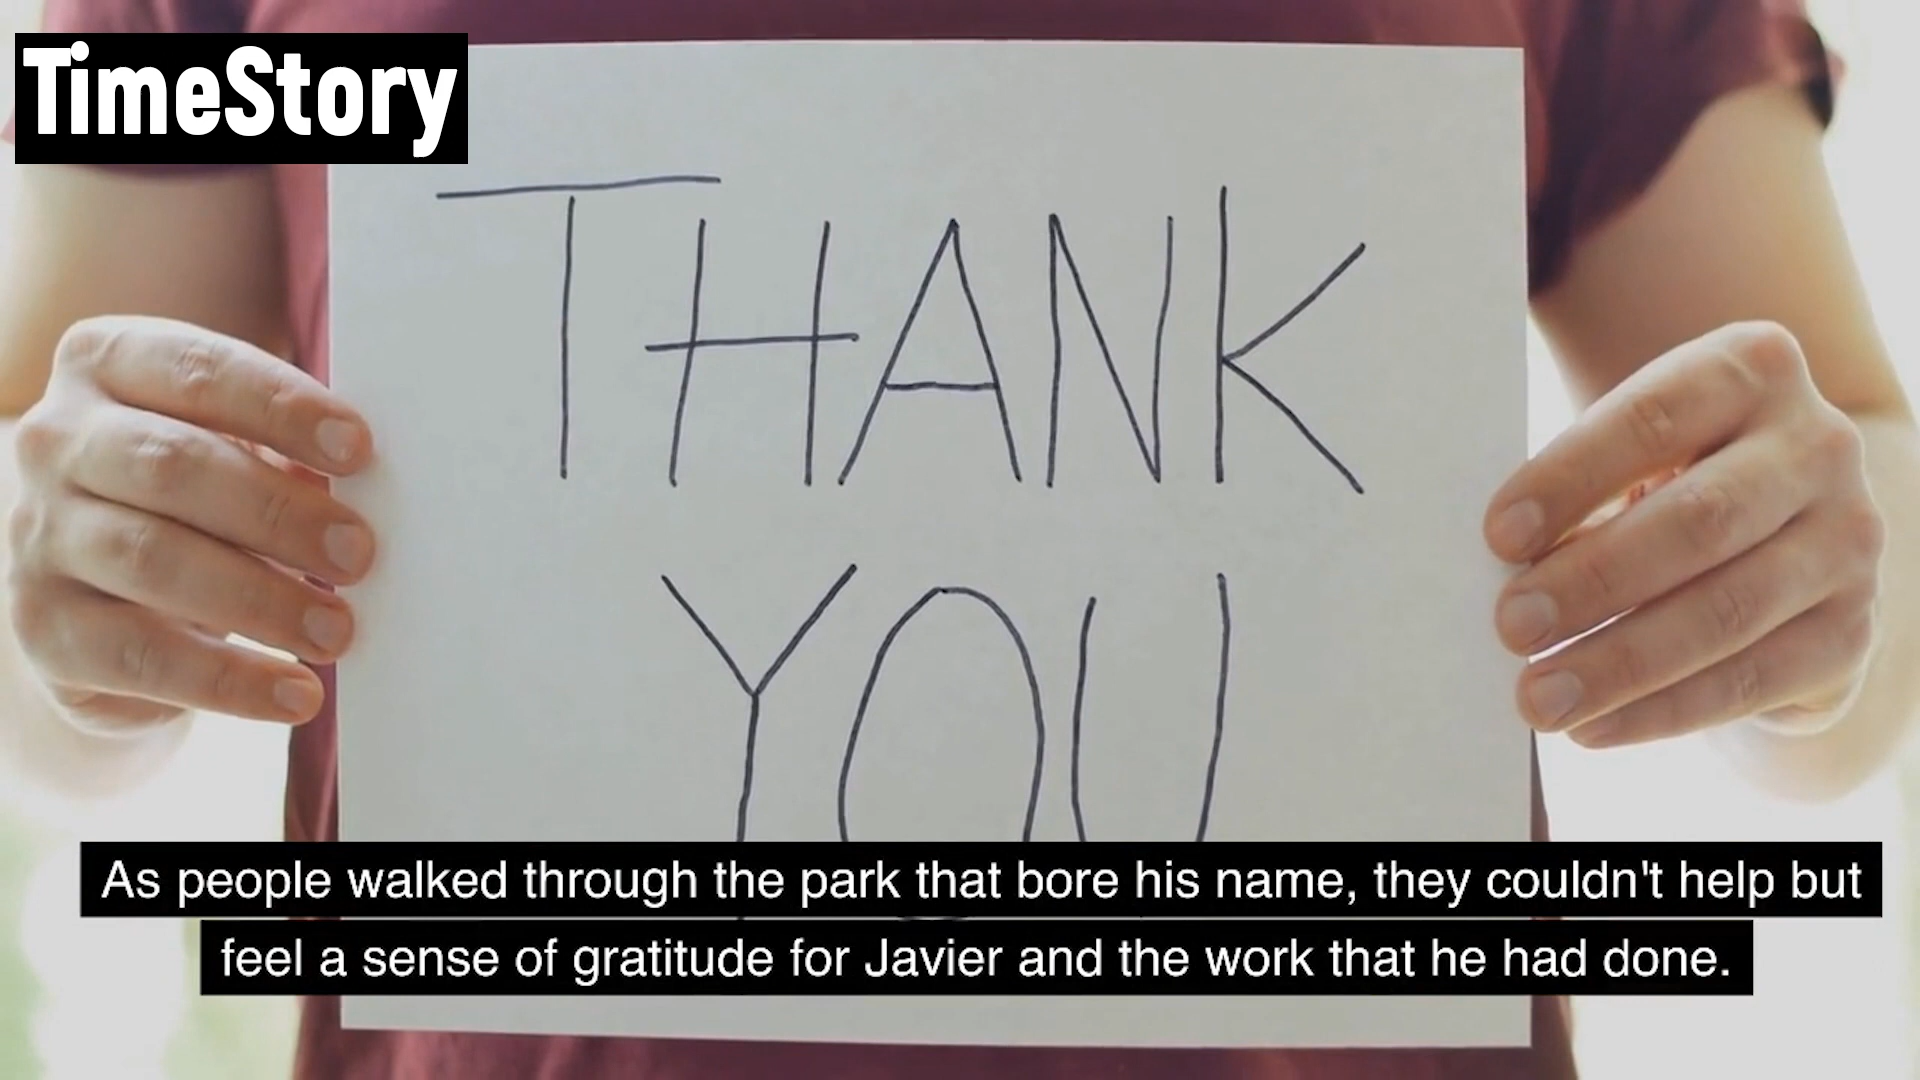 TimeStory
THANK
YOU
As people walked through the park that bore his name, they couldn't help but
feel a sense of gratitude for Javier and the work that he had done.